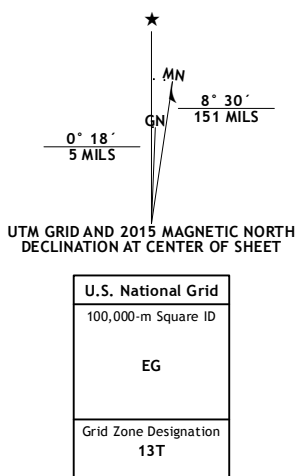 ★
MN
8° 30´
151 MILS
GN
0° 18´
5 MILS
UTM GRID AND 2015 MAGNETIC NORTH
DECLINATION AT CENTER OF SHEET
U.S. National Grid
100,000-m Square ID
EG
Grid Zone Designation
13T